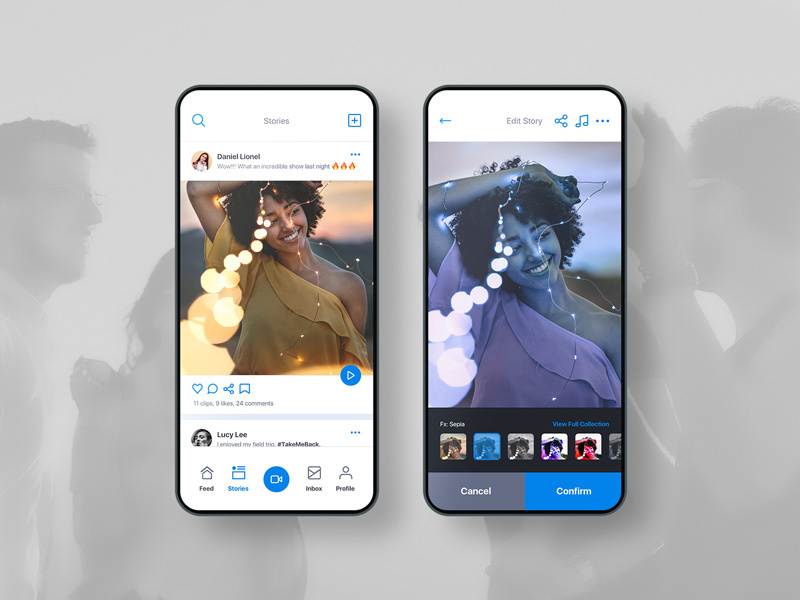 Stories
Daniel Lionel
Wow!!! What an incredible show last night 🔥🔥🔥
11 clips, 9 likes, 24 comments
Lucy Lee
I enjoyed my field trip. #TakeMeBack.
Feed
Stories
Inbox
Profile
Edit Story
Fx: Sepia
View Full Collection
Cancel
Confirm